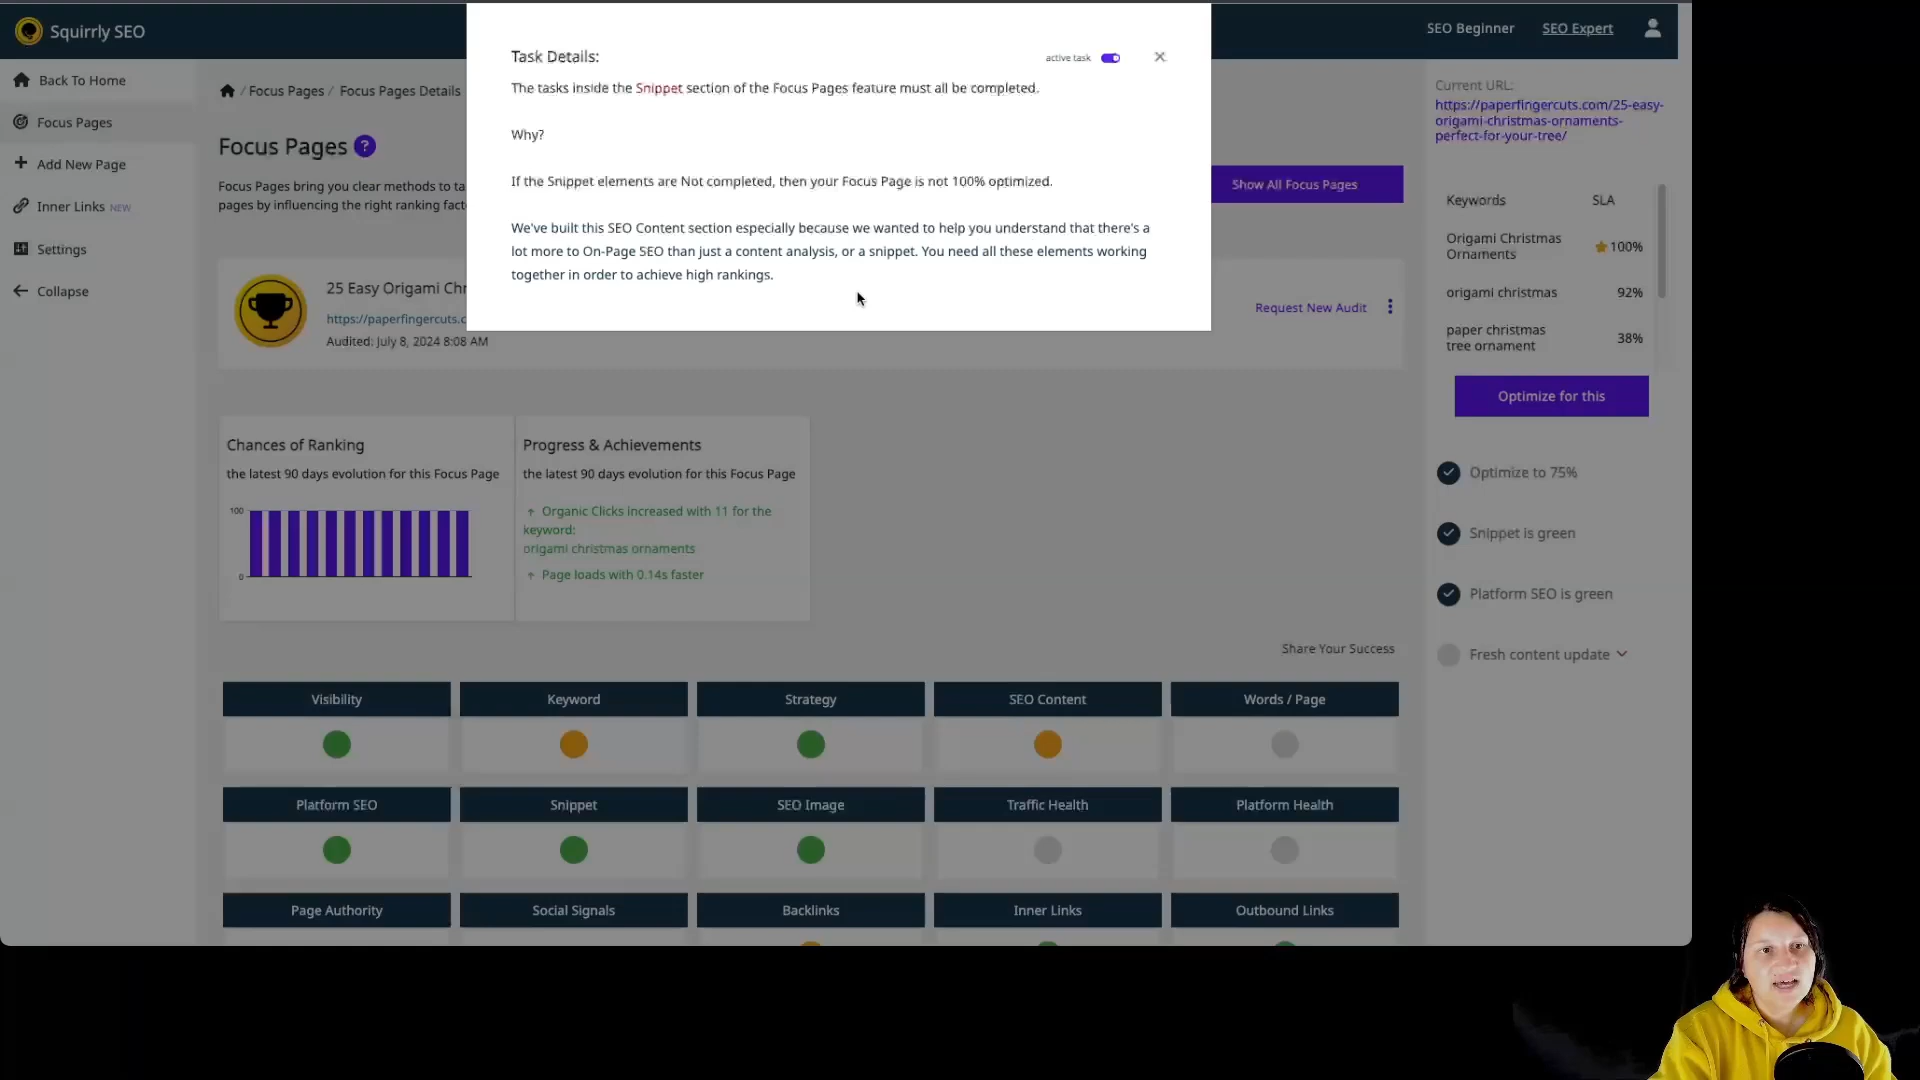 Squirrly SEO
SEO Beginner
SEO Expert
Back To Home
Focus Pages
Add New Page
Inner Links NEW
Settings
Collapse
/ Focus Pages / Focus Pages Details
Focus Pages ?
Focus Pages bring you clear methods to ta
pages by influencing the right ranking fact
Show All Focus Pages
Task Details:
active task
The tasks inside the Snippet section of the Focus Pages feature must all be completed.
Why?
If the Snippet elements are Not completed, then your Focus Page is not 100% optimized.
We've built this SEO Content section especially because we wanted to help you understand that there's a
lot more to On-Page SEO than just a content analysis, or a snippet. You need all these elements working
together in order to achieve high rankings.
25 Easy Origami Chr
https://paperfingercuts.c
Audited: July 8, 2024 8:08 AM
Request New Audit
Chances of Ranking
the latest 90 days evolution for this Focus Page
100
0
Progress & Achievements
the latest 90 days evolution for this Focus Page
↑ Organic Clicks increased with 11 for the
keyword:
origami christmas ornaments
↑ Page loads with 0.14s faster
Share Your Success
Visibility
Keyword
Strategy
SEO Content
Words / Page
Platform SEO
Snippet
SEO Image
Traffic Health
Platform Health
Page Authority
Social Signals
Backlinks
Inner Links
Outbound Links
Current URL:
https://paperfingercuts.com/25-easy-
origami-christmas-ornaments-
perfect-for-your-tree/
Keywords SLA
Origami Christmas
Ornaments 100%
origami christmas 92%
paper christmas
tree ornament 38%
Optimize for this
Optimize to 75%
Snippet is green
Platform SEO is green
Fresh content update